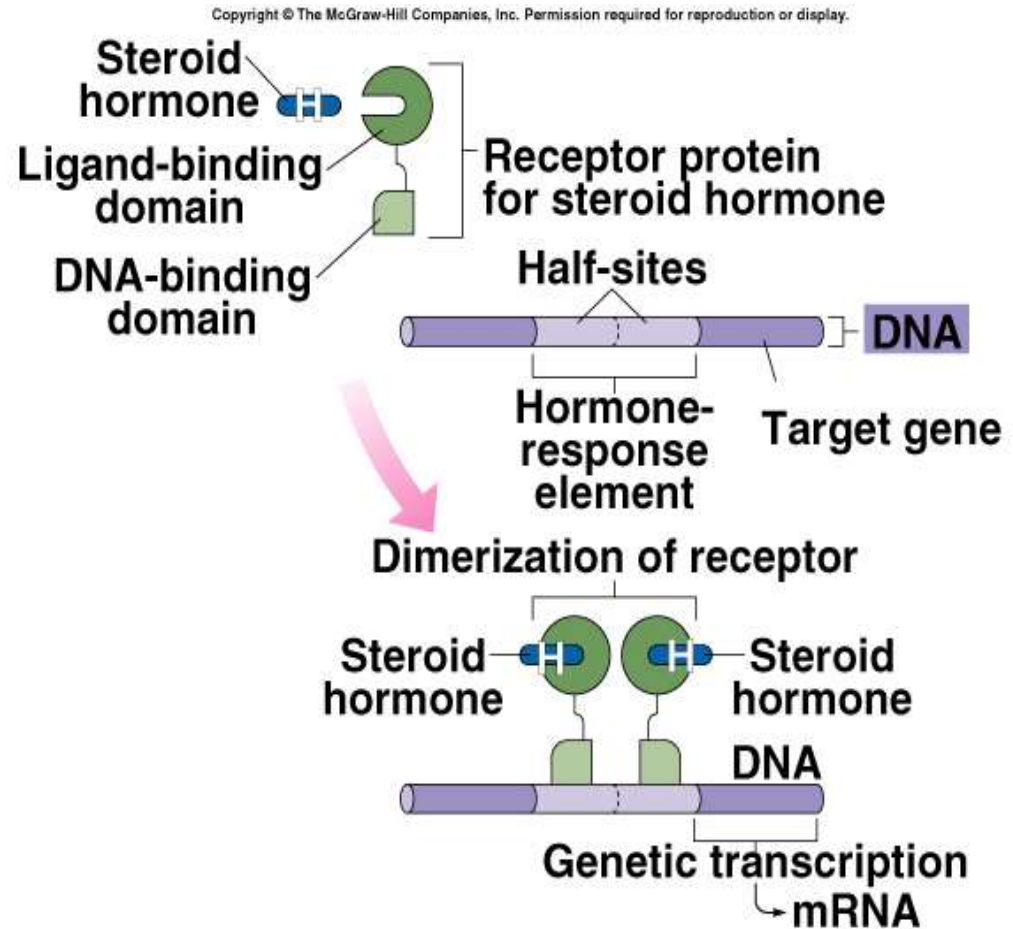 Copyright © The McGraw-Hill Companies, Inc. Permission required for reproduction or display.
Steroid
hormone
H
Ligand-binding
domain
Receptor protein
for steroid hormone
DNA-binding
domain
Half-sites
DNA
Hormone-
response
element
Target gene
Dimerization of receptor
Steroid
hormone
H
H
Steroid
hormone
DNA
Genetic transcription
mRNA